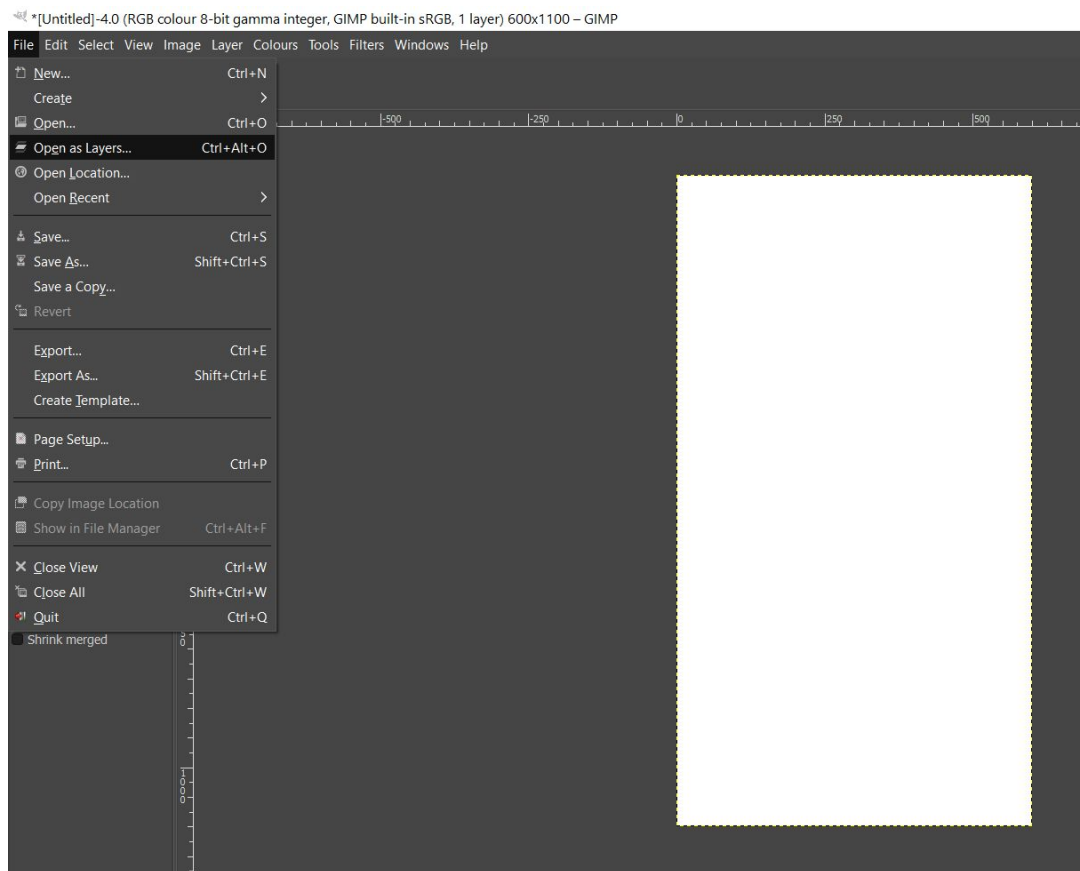 *[Untitled]-4.0 (RGB colour 8-bit gamma integer, GIMP built-in sRGB, 1 layer) 600x1100 – GIMP
File Edit Select View Image Layer Colours Tools Filters Windows Help
New... Ctrl+N
Create
Open... Ctrl+O
-500 -250 0 250 500
Open as Layers... Ctrl+Alt+O
Open Location...
Open Recent
Save... Ctrl+S
Save As... Shift+Ctrl+S
Save a Copy...
Revert
Export... Ctrl+E
Export As... Shift+Ctrl+E
Create Template...
Page Setup...
Print... Ctrl+P
Copy Image Location
Show in File Manager Ctrl+Alt+F
Close View Ctrl+W
Close All Shift+Ctrl+W
Quit Ctrl+Q
Shrink merged
1000